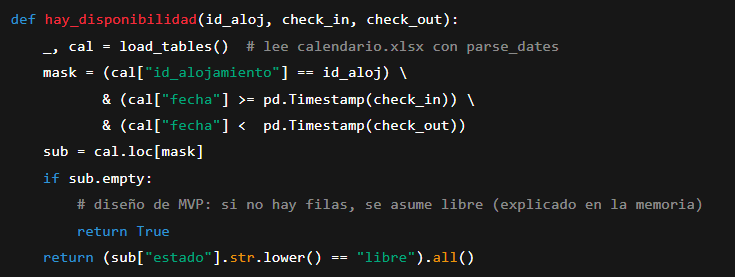 def hay_disponibilidad(id_aloj, check_in, check_out):
    _, cal = load_tables()  # lee calendario.xlsx con parse_dates
    mask = (cal["id_alojamiento"] == id_aloj) \
           & (cal["fecha"] >= pd.Timestamp(check_in)) \
           & (cal["fecha"] <  pd.Timestamp(check_out))
    sub = cal.loc[mask]
    if sub.empty:
        # diseño de MVP: si no hay filas, se asume libre (explicado en la memoria)
        return True
    return (sub["estado"].str.lower() == "libre").all()